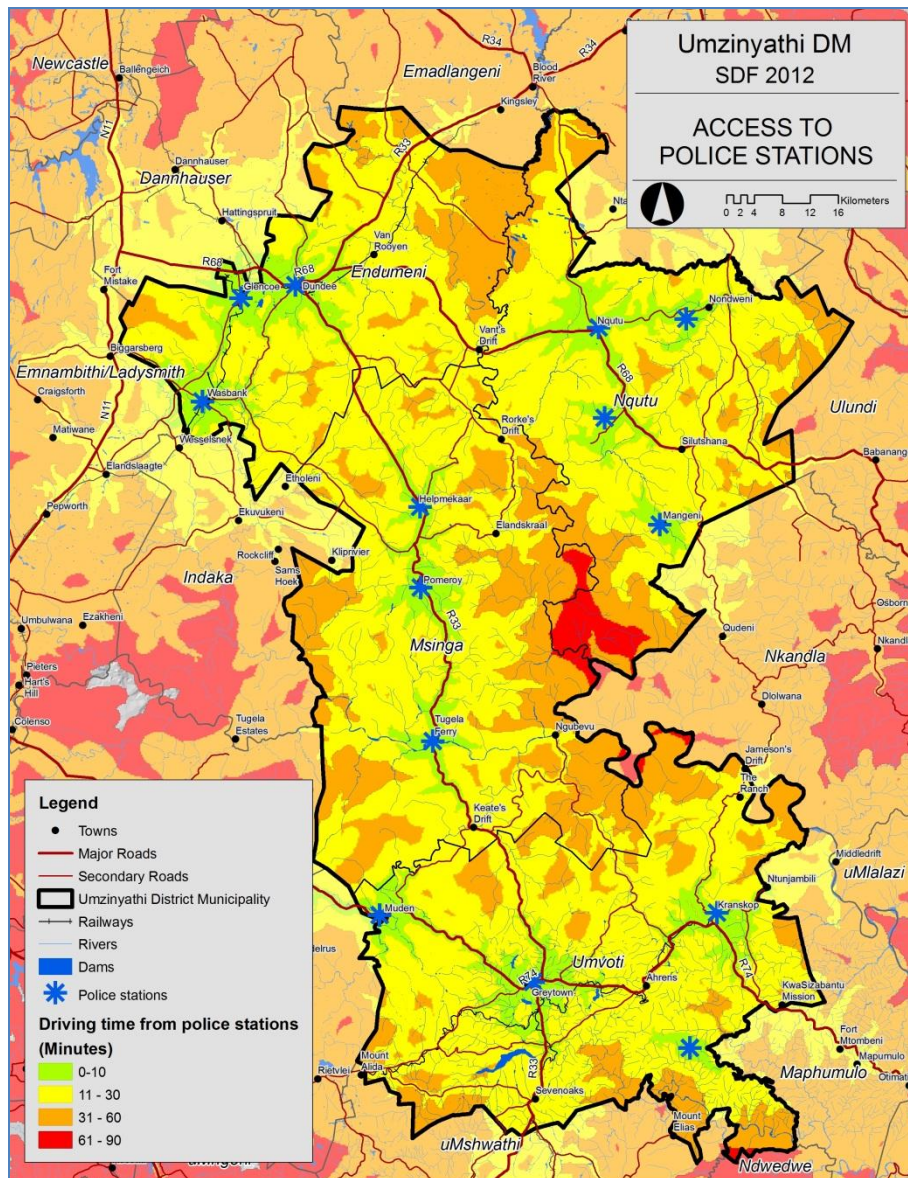 Umzinyathi DM
SDF 2012
ACCESS TO
POLICE STATIONS
0 2 4 8 12 16
Kilometers
Newcastle
Ballengeich
N11
R34
R34
Emadlangeni
Blood
River
Kingsley
R33
Dannhauser
Dannhauser
Hattingspruit
Van
Rooyen
Endumeni
R68
R68
Glencoe
Dundee
Fort
Mistake
Nondweni
Nqutu
Vant's
Drift
Biggarsberg
Emnambithi/Ladysmith
R68
Craigsforth
N11
Wasbank
Nqutu
Ulundi
Matiwane
Wesselsnek
Rorke's
Drift
Silutshana
Babanang
Elandslaagte
Etholeni
Pepworth
Ekuvukeni
Helpmekaar
Mangeni
Elandskraal
Rockcliff
Sams
Hoek
Kliprivier
Indaka
Pomeroy
R33
Osborn
Umbulwana
Ezakheni
Msinga
Qudeni
Nkandla
Nkandl
Pieters
Hart's
Hill
Dlolwana
Colenso
Tugela
Estates
Tugela
Ferry
Ngubevu
Jameson's
Drift
The
Ranch
Keate's
Drift
Middledrift
uMlalazi
Ntunjambili
Muden
Kranskop
Umvoti
R74
Greytown
Ahrens
R74
KwaSizabantu
Mission
Fort
Mtombeni
Mapumulo
Otimati
Maphumulo
Mount
Alida
Rietvlei
R33
Sevenoaks
Mount
Elias
uMshwathi
Ndwedwe
Legend
Towns
Major Roads
Secondary Roads
Umzinyathi District Municipality
Railways
Rivers
Dams
Police stations
Driving time from police stations
(Minutes)
0-10
11 - 30
31 - 60
61 - 90